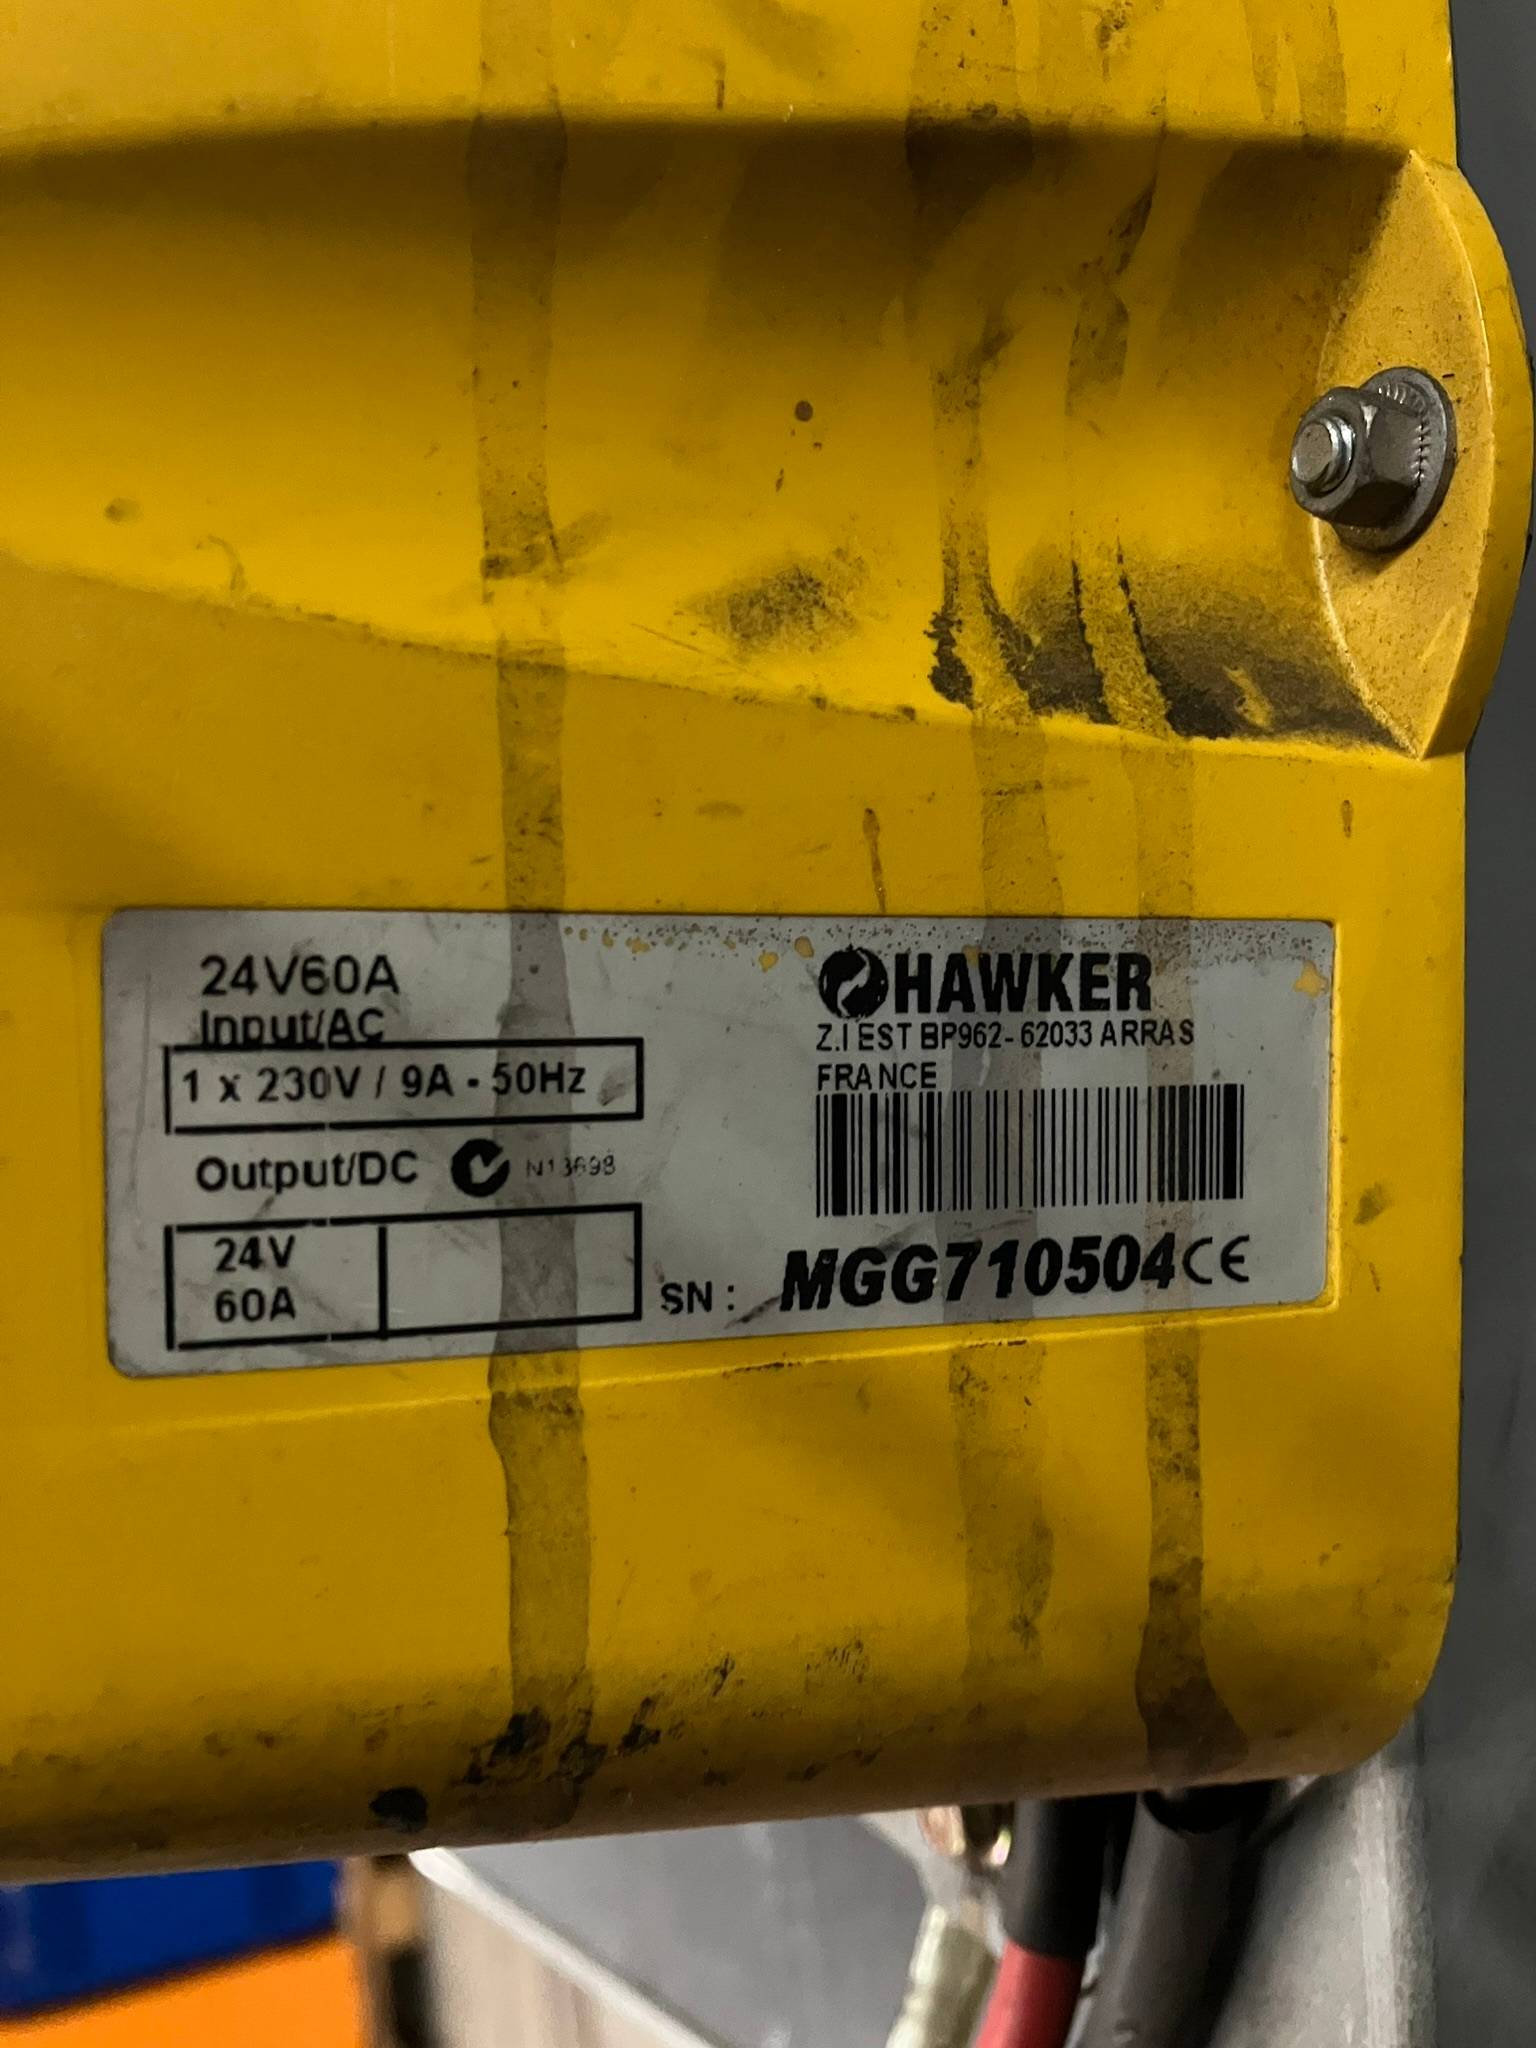 24V60A
Input/AC
1 x 230V / 9A - 50Hz
Output/DC N13698
24V
60A
HAWKER
Z.I EST BP962- 62033 ARRAS
FRANCE
SN : MGG710504 CE